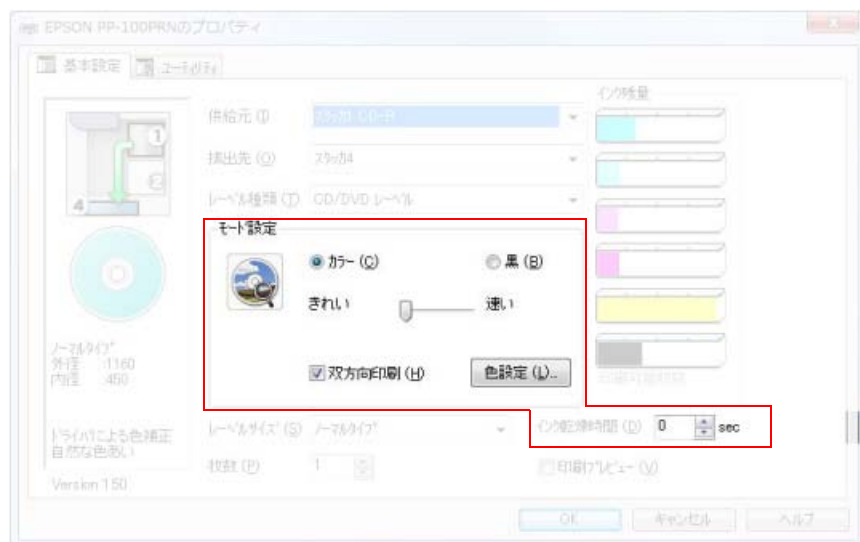 EPSON PP-100PRNのプロパティ
基本設定 ユーティリティ
供給元 (I) スタッカ1 CD-R
排出先 (O) スタッカ4
レーベル種類 (T) CD/DVD レーベル
インク残量
1
2
4
モード設定
カラー (C) 黒 (B)
きれい 速い
双方向印刷 (H) 色設定 (L)..
ノーマルタイプ
外径 :1160
内径 :450
ドライバによる色補正
自然な色あい
Version 1.50
レーベルサイズ (S) ノーマルタイプ
インク乾燥時間 (D) 0 sec
枚数 (P) 1
印刷プレビュー (V)
OK キャンセル ヘルプ